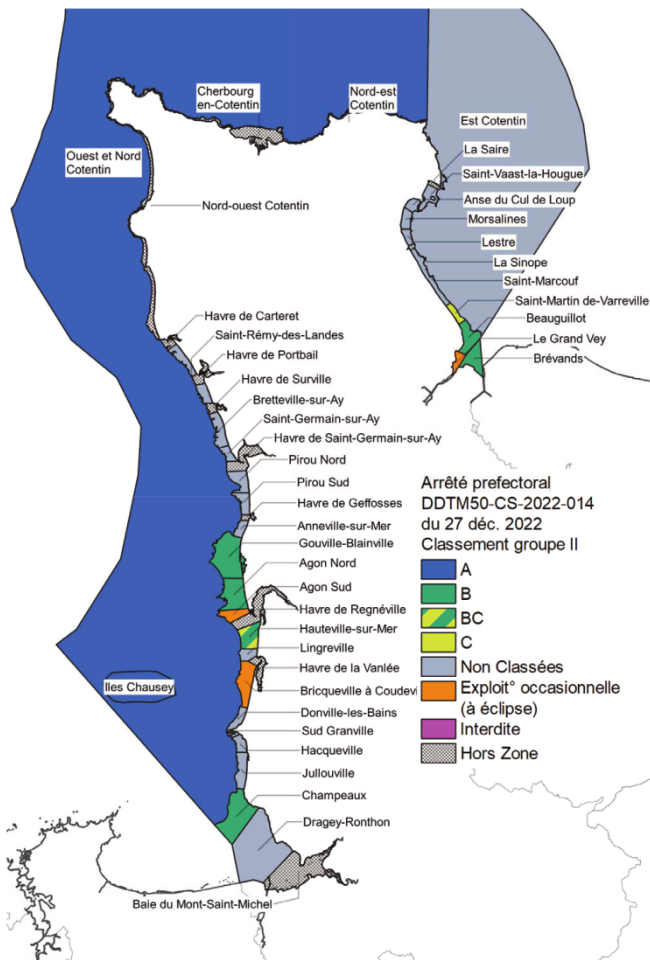 Cherbourg
en-Cotentin
Nord-est
Cotentin
Est Cotentin
La Saire
Ouest et Nord
Cotentin
Saint-Vaast-la-Hougue
Anse du Cul de Loup
Nord-ouest Cotentin
Morsalines
Lestre
La Sinope
Saint-Marcouf
Saint-Martin de-Varreville
Havre de Carteret
Beauguillot
Saint-Rémy-des-Landes
Le Grand Vey
Havre de Portbail
Brévands
Havre de Surville
Bretteville-sur-Ay
Saint-Germain-sur-Ay
Havre de Saint-Germain-sur-Ay
Pirou Nord
Pirou Sud
Havre de Geffosses
Anneville-sur-Mer
Gouville-Blainville
Agon Nord
Agon Sud
Havre de Regnéville
Hauteville-sur-Mer
Lingreville
Havre de la Vanlée
Iles Chausey
Bricqueville à Coudevi
Donville-les-Bains
Sud Granville
Hacqueville
Jullouville
Champeaux
Dragey-Ronthon
Baie du Mont-Saint-Michel
Arrêté prefectoral
DDTM50-CS-2022-014
du 27 déc. 2022
Classement groupe II
A
B
BC
C
Non Classées
Exploit° occasionnelle
(à éclipse)
Interdite
Hors Zone